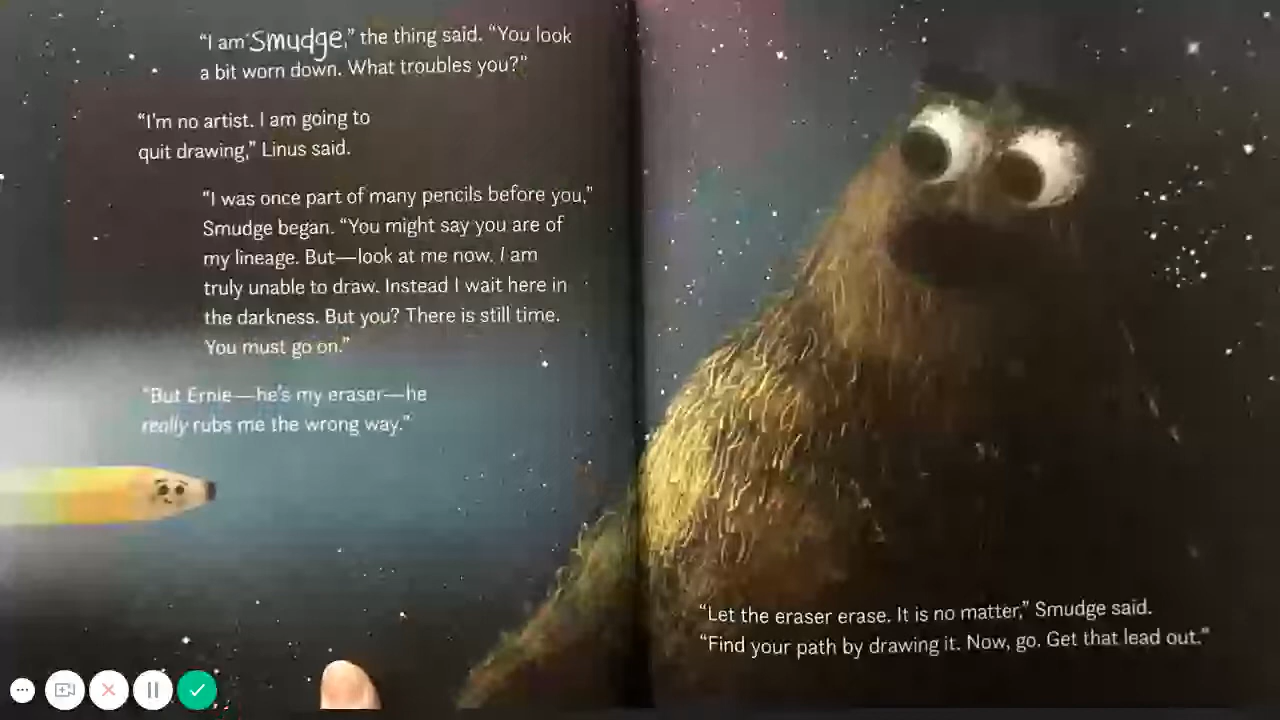 “I am Smudge,” the thing said. “You look
a bit worn down. What troubles you?”
“I'm no artist. I am going to
quit drawing,” Linus said.
“I was once part of many pencils before you,”
Smudge began. “You might say you are of
my lineage. But—look at me now. I am
truly unable to draw. Instead I wait here in
the darkness. But you? There is still time.
You must go on.”
“But Ernie—he's my eraser—he
really rubs me the wrong way.”
“Let the eraser erase. It is no matter,” Smudge said.
“Find your path by drawing it. Now, go. Get that lead out.”